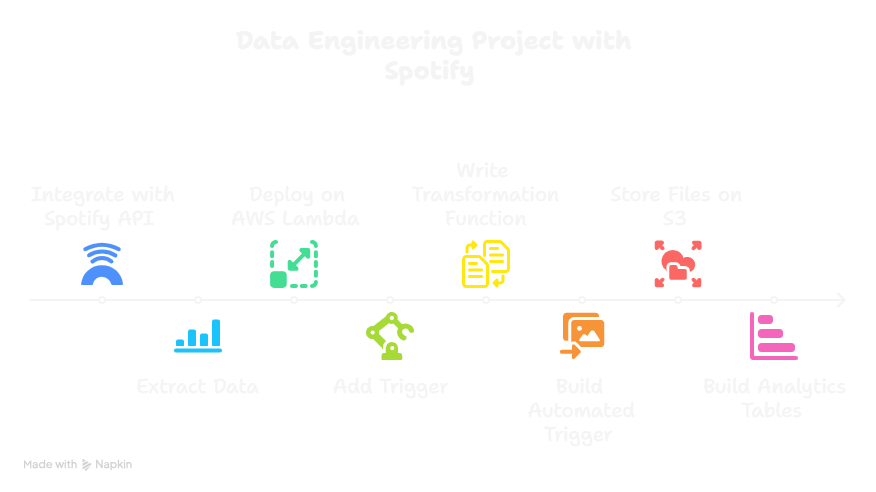 Data Engineering Project with
Spotify
Integrate with
Spotify API
Extract Data
Deploy on
AWS Lambda
Add Trigger
Write
Transformation
Function
Build
Automated
Trigger
Store Files on
S3
Build Analytics
Tables
Made with Napkin